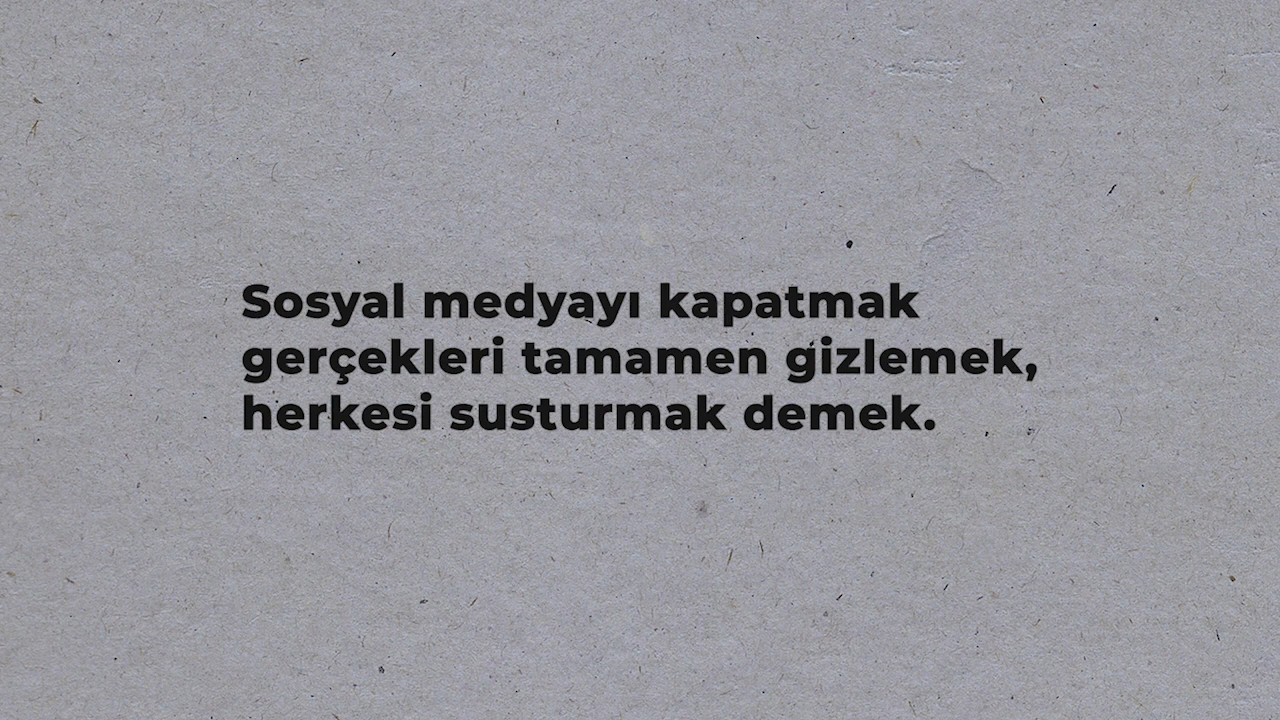 Sosyal medyayı kapatmak
gerçekleri tamamen gizlemek,
herkesi susturmak demek.